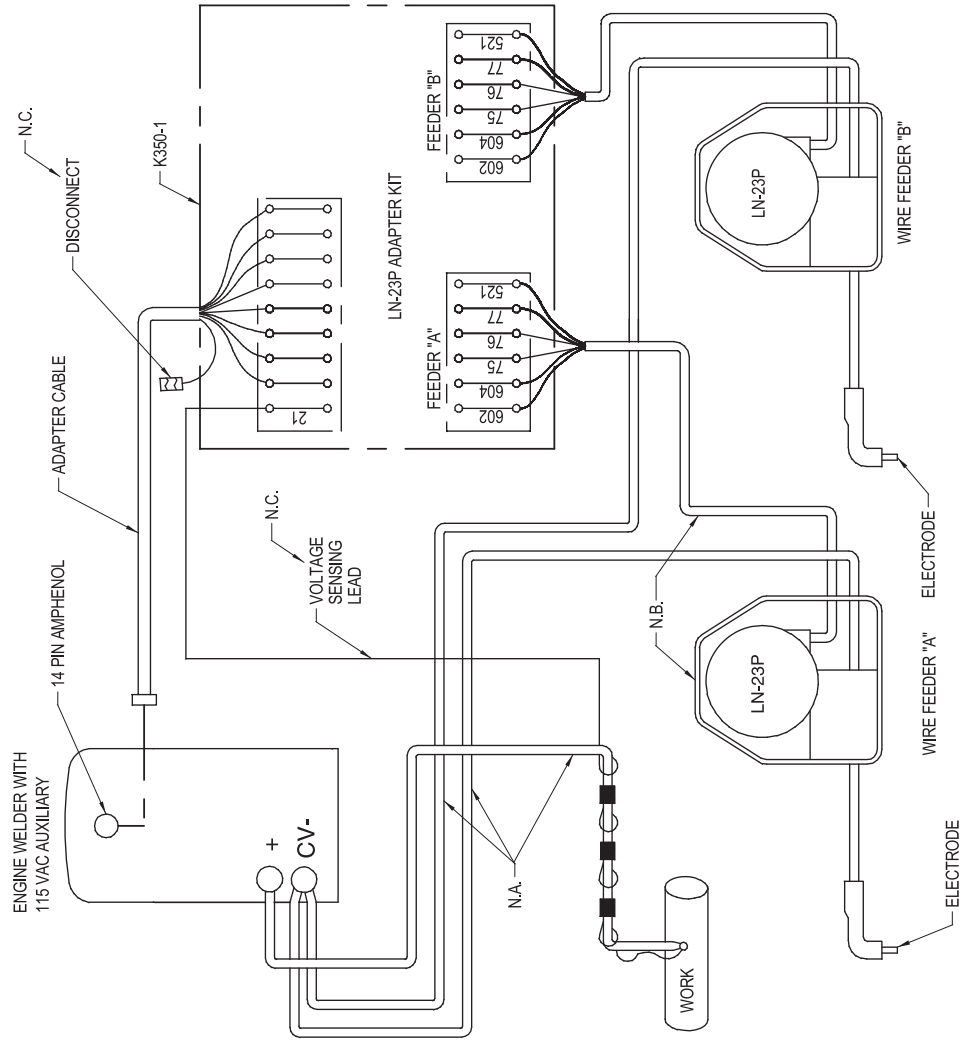 N.C.
DISCONNECT
K350-1
ADAPTER CABLE
14 PIN AMPHENOL
ENGINE WELDER WITH
115 VAC AUXILIARY
+
CV-
21
LN-23P ADAPTER KIT
FEEDER "B"
521
77
76
75
604
602
FEEDER "A"
521
77
76
75
604
602
N.C.
VOLTAGE
SENSING
LEAD
N.A.
N.B.
WORK
LN-23P
WIRE FEEDER "B"
ELECTRODE
LN-23P
WIRE FEEDER "A"
ELECTRODE